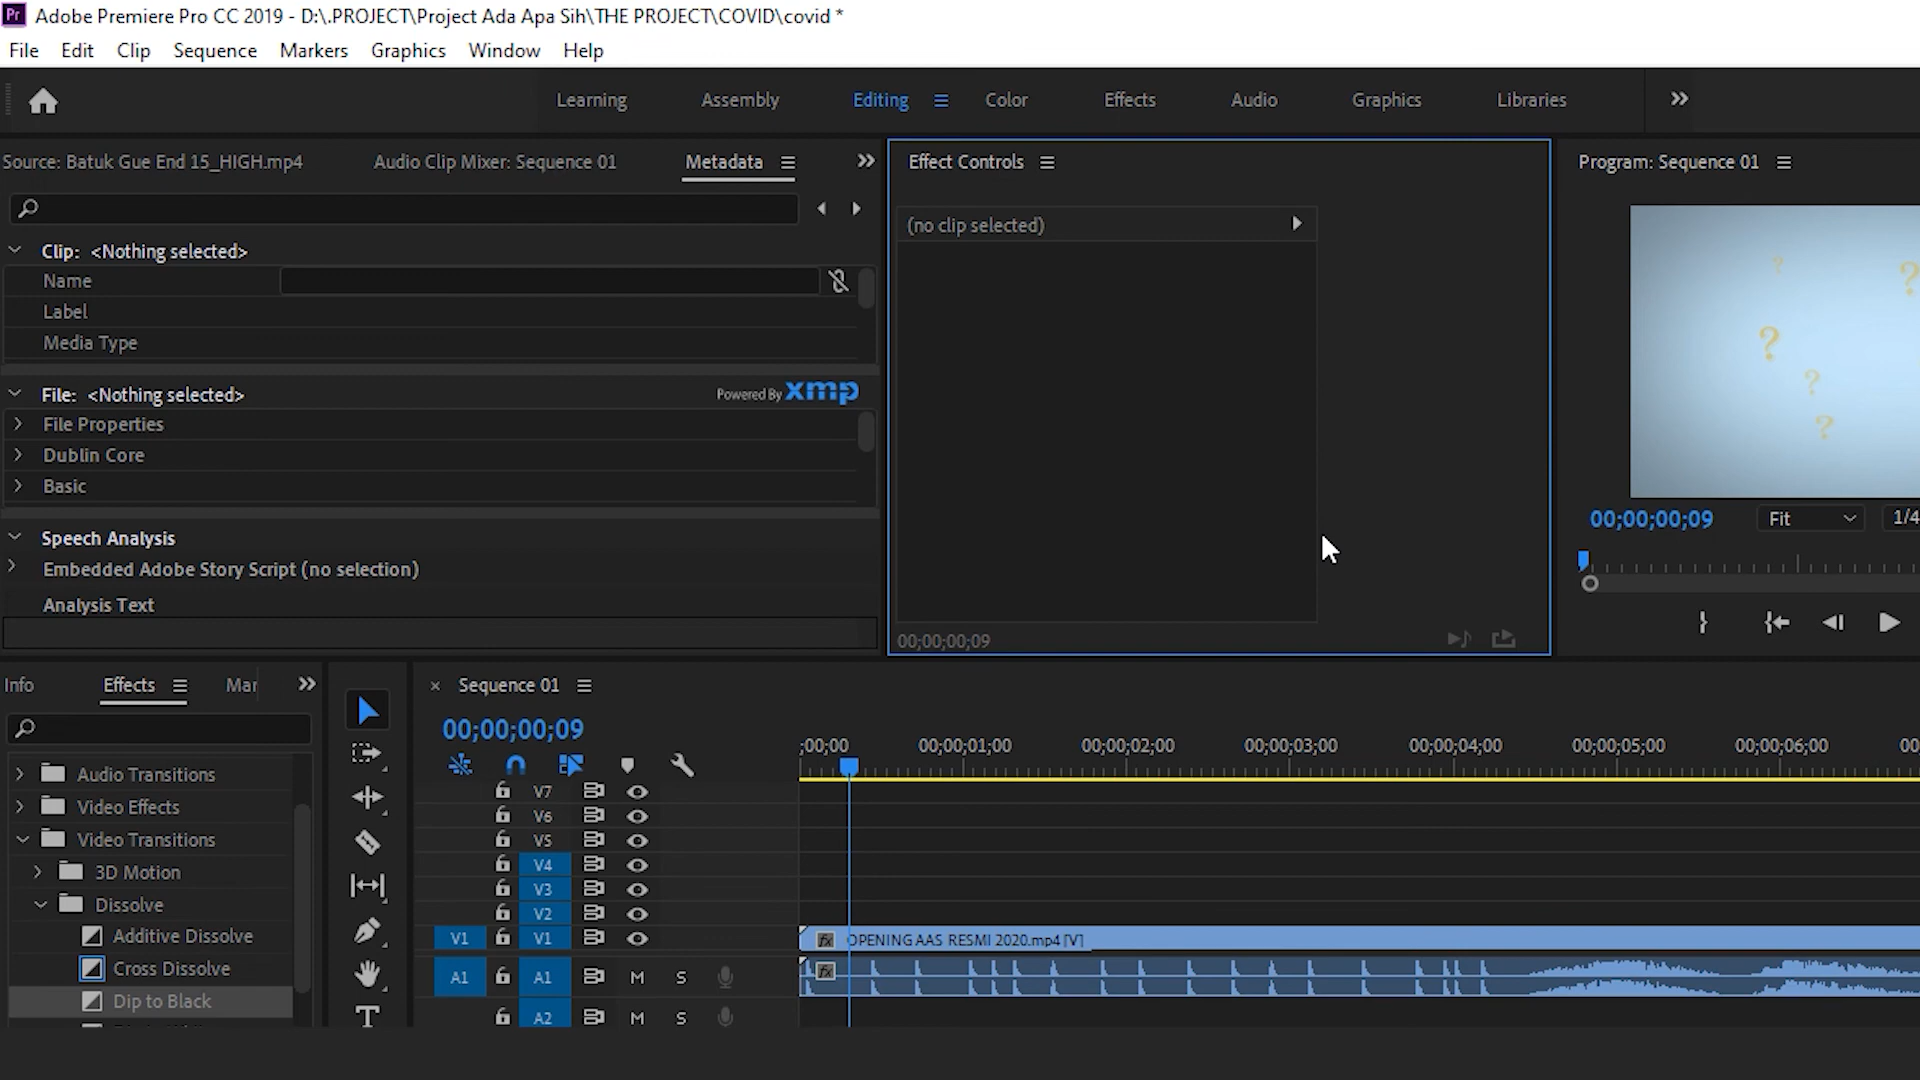 Pr Adobe Premiere Pro CC 2019 - D:\.PROJECT\Project Ada Apa Sih\THE PROJECT\COVID\covid *
File Edit Clip Sequence Markers Graphics Window Help
Learning Assembly Editing Color Effects Audio Graphics Libraries
Source: Batuk Gue End 15_HIGH.mp4 Audio Clip Mixer: Sequence 01 Metadata
Effect Controls
Program: Sequence 01
(no clip selected)
Clip: <Nothing selected>
Name
Label
Media Type
File: <Nothing selected> Powered By xmp
File Properties
Dublin Core
Basic
Speech Analysis
Embedded Adobe Story Script (no selection)
Analysis Text
00;00;00;09
? ? ? ? ?
00;00;00;09 Fit 1/4
Info Effects Mar
Audio Transitions
Video Effects
Video Transitions
3D Motion
Dissolve
Additive Dissolve
Cross Dissolve
Dip to Black
T
× Sequence 01
00;00;00;09
;00;00 00;00;01;00 00;00;02;00 00;00;03;00 00;00;04;00 00;00;05;00 00;00;06;00 00
V7
V6
V5
V4
V3
V2
V1 V1 fx OPENING AAS RESMI 2020.mp4 [V]
A1 A1 M S fx
A2 M S